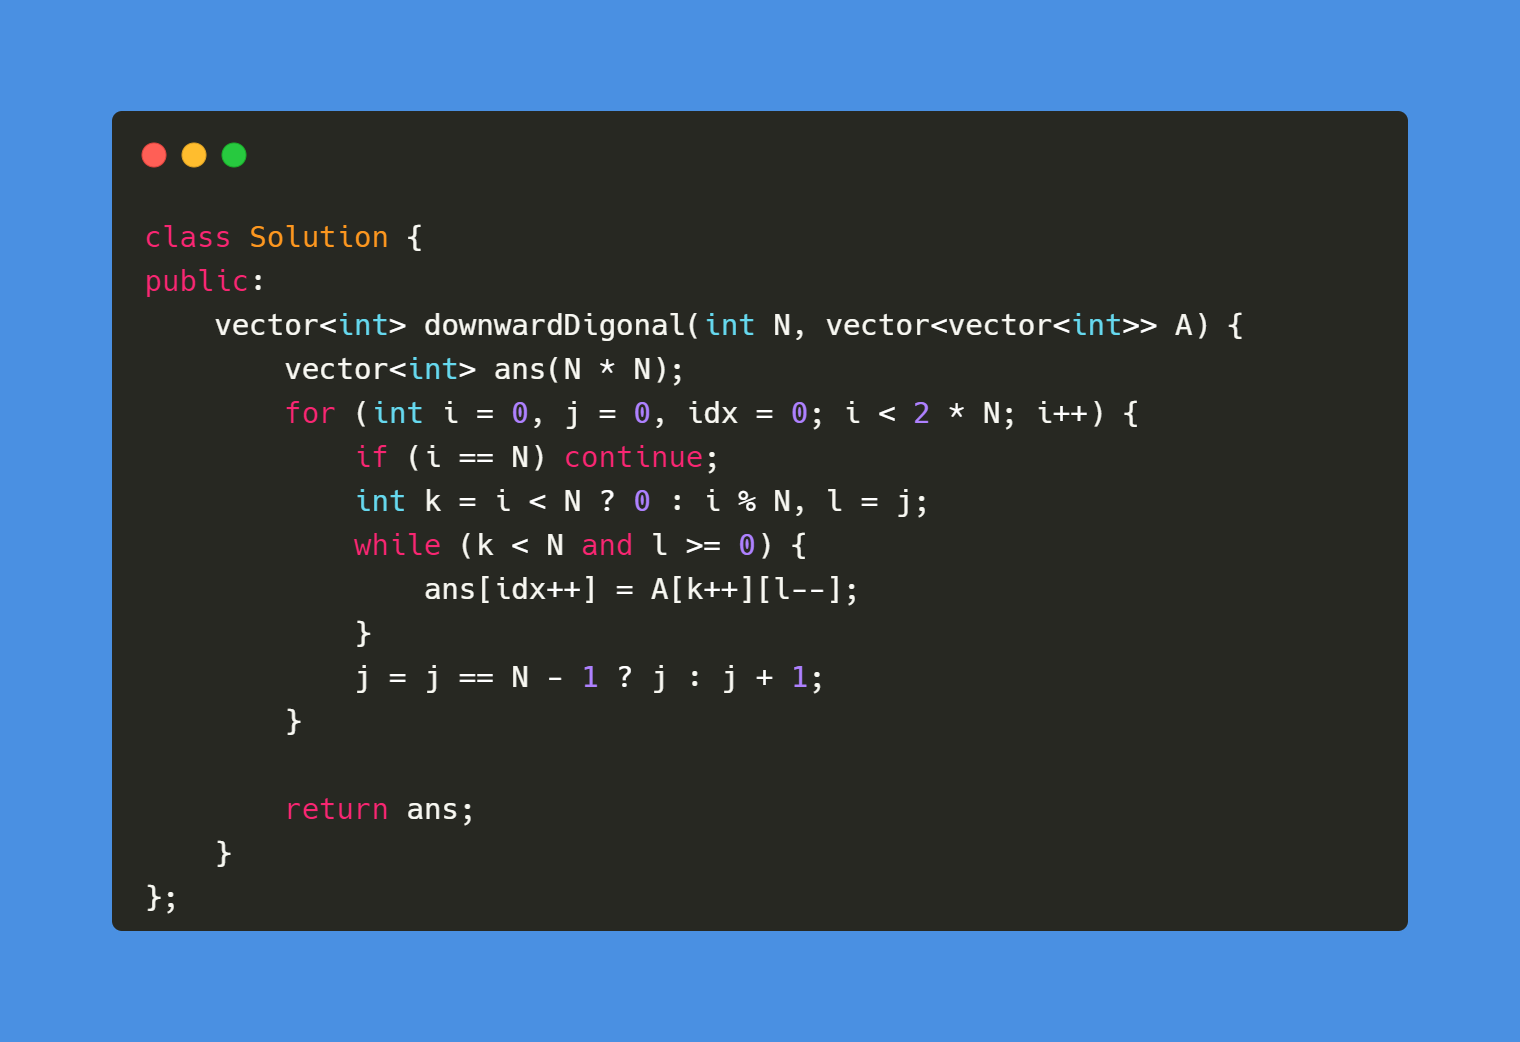 class Solution {
public:
    vector<int> downwardDigonal(int N, vector<vector<int>> A) {
        vector<int> ans(N * N);
        for (int i = 0, j = 0, idx = 0; i < 2 * N; i++) {
            if (i == N) continue;
            int k = i < N ? 0 : i % N, l = j;
            while (k < N and l >= 0) {
                ans[idx++] = A[k++][l--];
            }
            j = j == N - 1 ? j : j + 1;
        }

        return ans;
    }
};